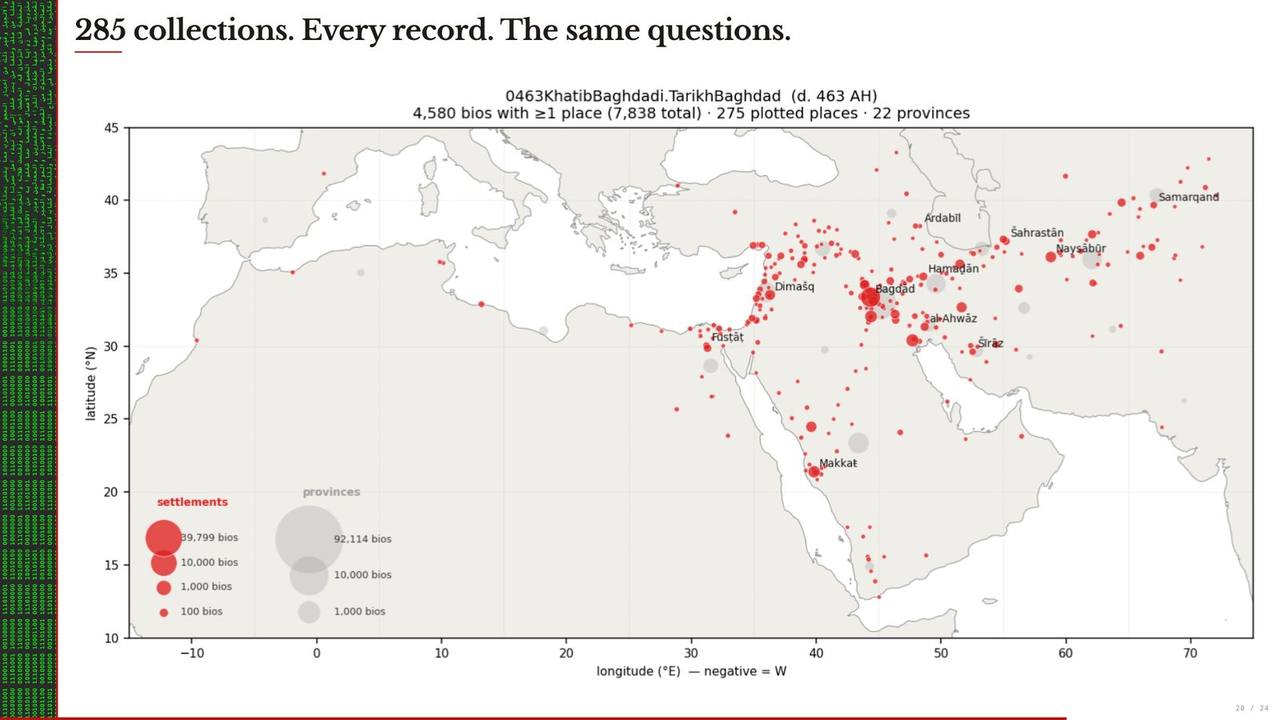 285 collections. Every record. The same questions.
0463KhatibBaghdadi.TarikhBaghdad (d. 463 AH)
4,580 bios with ≥1 place (7,838 total) · 275 plotted places · 22 provinces
45
40
35
30
25
20
15
10
latitude (°N)
Samarqand
Ardabīl
Šahrastān
Naysābūr
Hamaḏān
Dimašq
Baġdād
al-Ahwāz
Fusṭāṭ
Šīrāz
Makkaŧ
settlements
39,799 bios
10,000 bios
1,000 bios
100 bios
provinces
92,114 bios
10,000 bios
1,000 bios
−10
0
10
20
30
40
50
60
70
longitude (°E) — negative = W
20 / 24